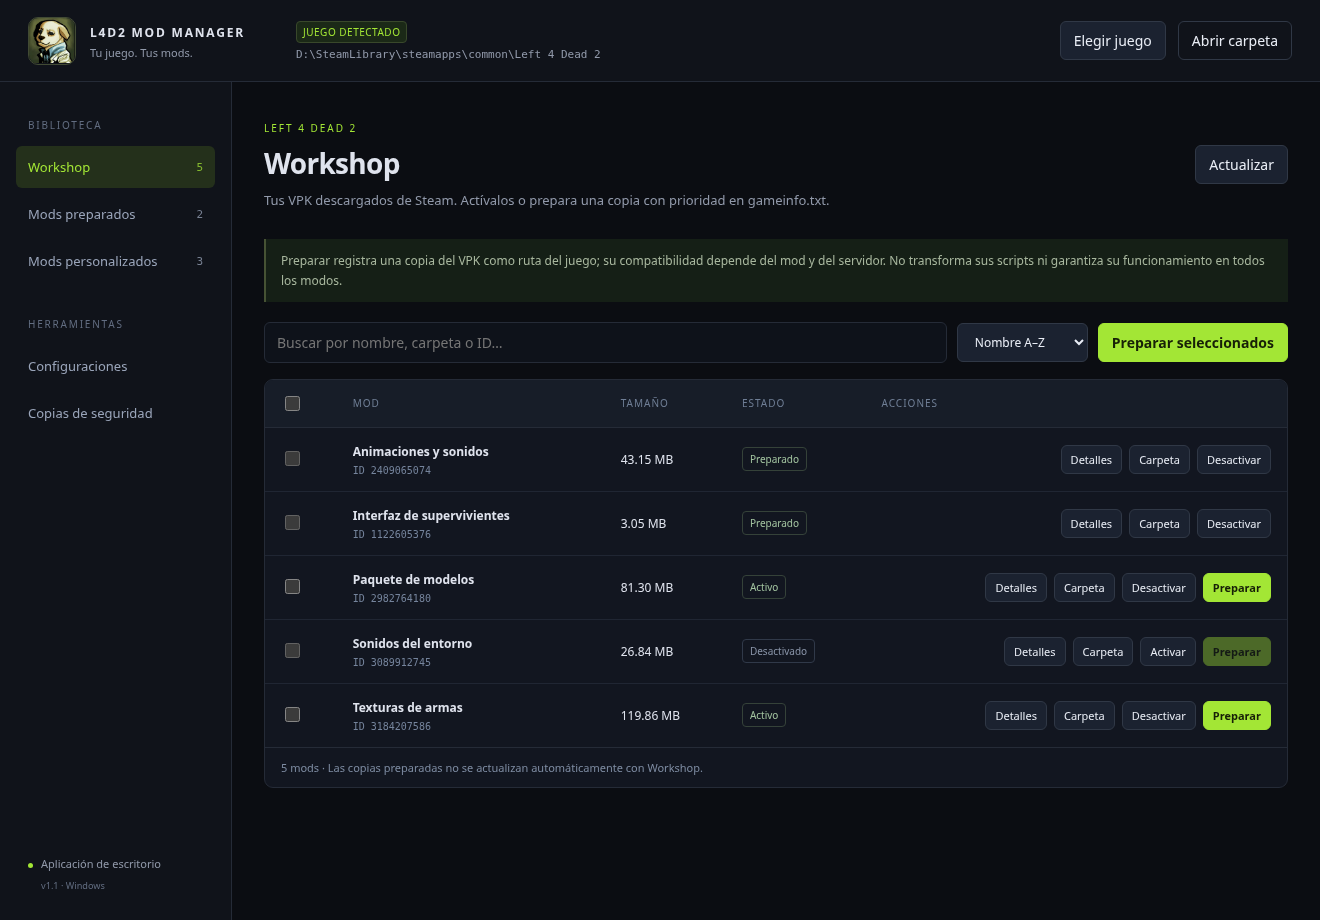 L4D2 MOD MANAGER
Tu juego. Tus mods.
JUEGO DETECTADO
D:\SteamLibrary\steamapps\common\Left 4 Dead 2
Elegir juego
Abrir carpeta
BIBLIOTECA
Workshop 5
Mods preparados 2
Mods personalizados 3
HERRAMIENTAS
Configuraciones
Copias de seguridad
Aplicación de escritorio
v1.1 · Windows
LEFT 4 DEAD 2
Workshop
Actualizar
Tus VPK descargados de Steam. Actívalos o prepara una copia con prioridad en gameinfo.txt.
Preparar registra una copia del VPK como ruta del juego; su compatibilidad depende del mod y del servidor. No transforma sus scripts ni garantiza su funcionamiento en todos
los modos.
Buscar por nombre, carpeta o ID...
Nombre A–Z
Preparar seleccionados
MOD TAMAÑO ESTADO ACCIONES
Animaciones y sonidos
ID 2409065074
43.15 MB Preparado Detalles Carpeta Desactivar
Interfaz de supervivientes
ID 1122605376
3.05 MB Preparado Detalles Carpeta Desactivar
Paquete de modelos
ID 2982764180
81.30 MB Activo Detalles Carpeta Desactivar Preparar
Sonidos del entorno
ID 3089912745
26.84 MB Desactivado Detalles Carpeta Activar Preparar
Texturas de armas
ID 3184207586
119.86 MB Activo Detalles Carpeta Desactivar Preparar
5 mods · Las copias preparadas no se actualizan automáticamente con Workshop.